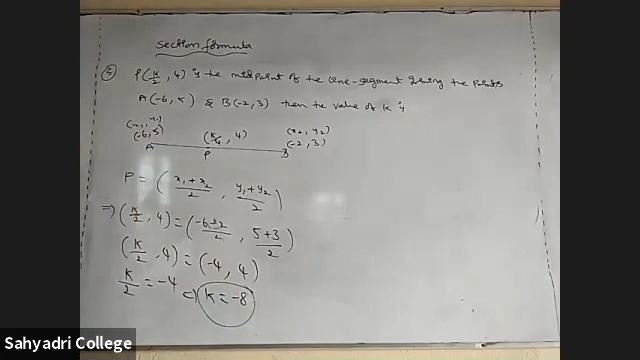 section formula
⑤ P(k/2, 4) is the midpoint of the line-segment joining the points
A(-6, 5) & B(-2, 3) then the value of k is
(x₁, y₁) (k/2, 4) (x₂, y₂)
(-6, 5) (-2, 3)
A P B
P = ( x₁+x₂/2 , y₁+y₂/2 )
⇒ (k/2, 4) = ( -6-2/2 , 5+3/2 )
(k/2, 4) = (-4, 4)
k/2 = -4 ⇒ k = -8
Sahyadri College